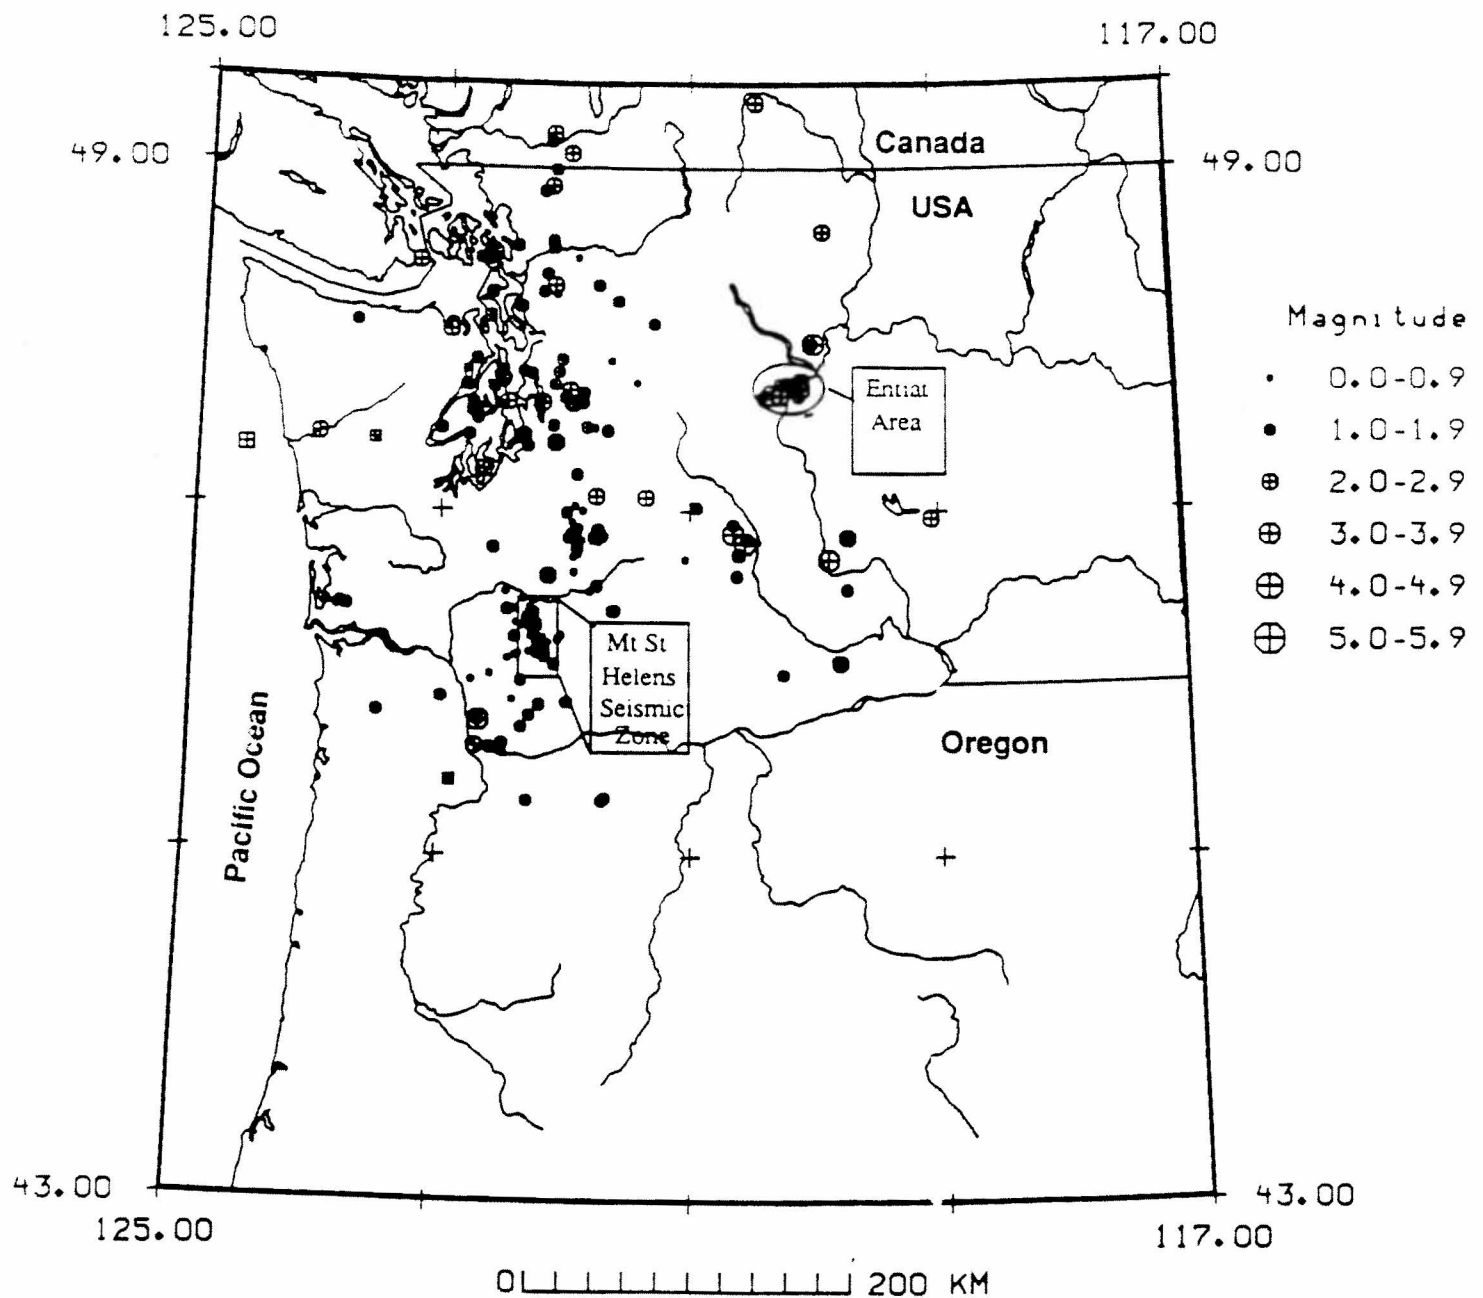 125.00
117.00
49.00
Canada
49.00
USA
Magnitude
0.0-0.9
1.0-1.9
2.0-2.9
3.0-3.9
4.0-4.9
5.0-5.9
Entiat
Area
Mt St
Helens
Seismic
Zone
Pacific Ocean
Oregon
43.00
43.00
125.00
117.00
0
200 KM